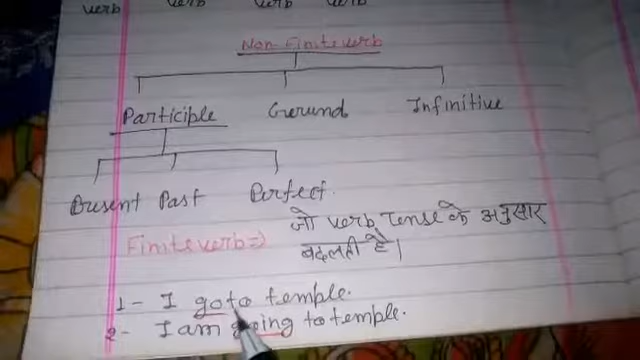 verb verb verb verb
Non-Finite verb
Participle Gerund Infinitive
Present Past Perfect.
Finite verb ⇒ जो verb Tense के अनुसार
बदलती है।
1- I go to temple.
2- I am going to temple.